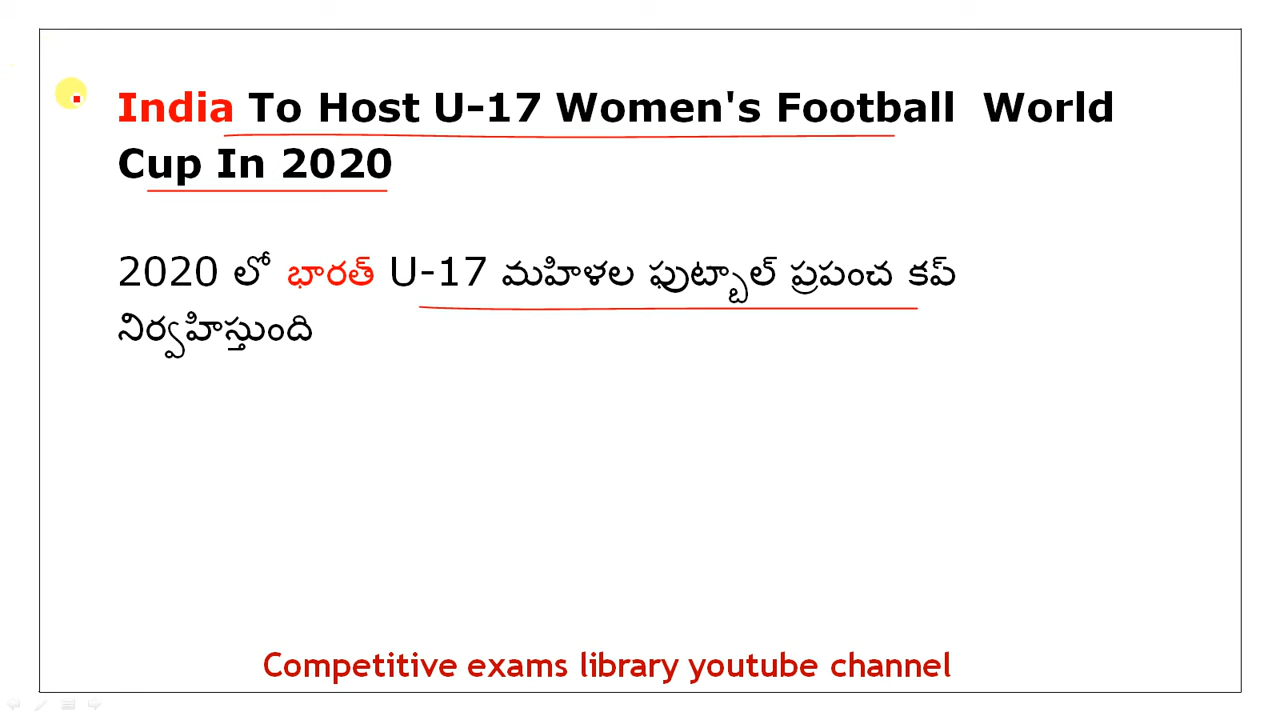 India To Host U-17 Women's Football World
Cup In 2020
2020 లో భారత్ U-17 మహిళల ఫుట్బాల్ ప్రపంచ కప్
నిర్వహిస్తుంది
Competitive exams library youtube channel